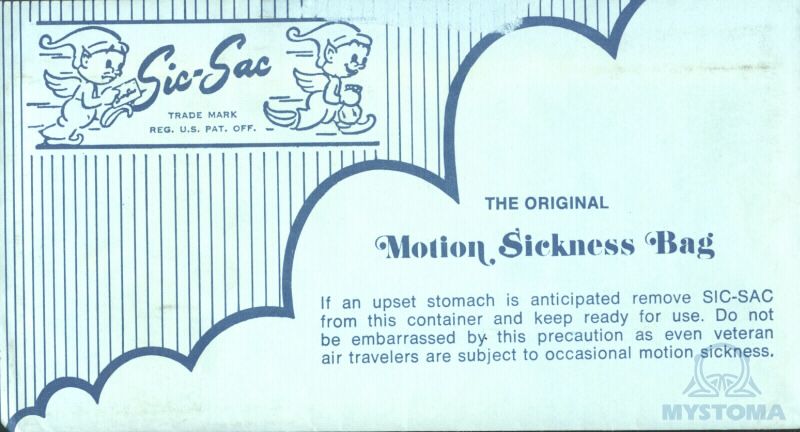 Sic-Sac
TRADE MARK
REG. U.S. PAT. OFF.
THE ORIGINAL
Motion Sickness Bag
If an upset stomach is anticipated remove SIC-SAC
from this container and keep ready for use. Do not
be embarrassed by this precaution as even veteran
air travelers are subject to occasional motion sickness.
MYSTOMA